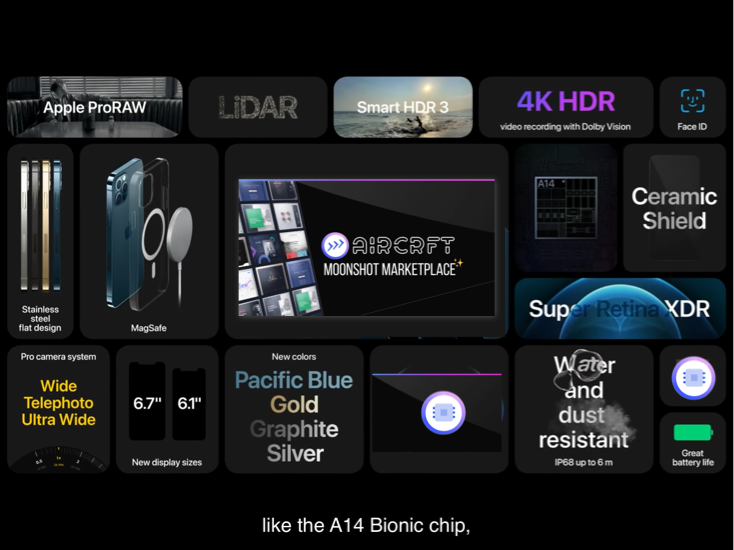 Apple ProRAW
LiDAR
Smart HDR 3
4K HDR
video recording with Dolby Vision
Face ID
Stainless
steel
flat design
MagSafe
AIRCRFT
MOONSHOT MARKETPLACE
A14
Ceramic
Shield
Super Retina XDR
Pro camera system
Wide
Telephoto
Ultra Wide
6.7"
6.1"
New display sizes
New colors
Pacific Blue
Gold
Graphite
Silver
Water
and
dust
resistant
IP68 up to 6 m
Great
battery life
like the A14 Bionic chip,